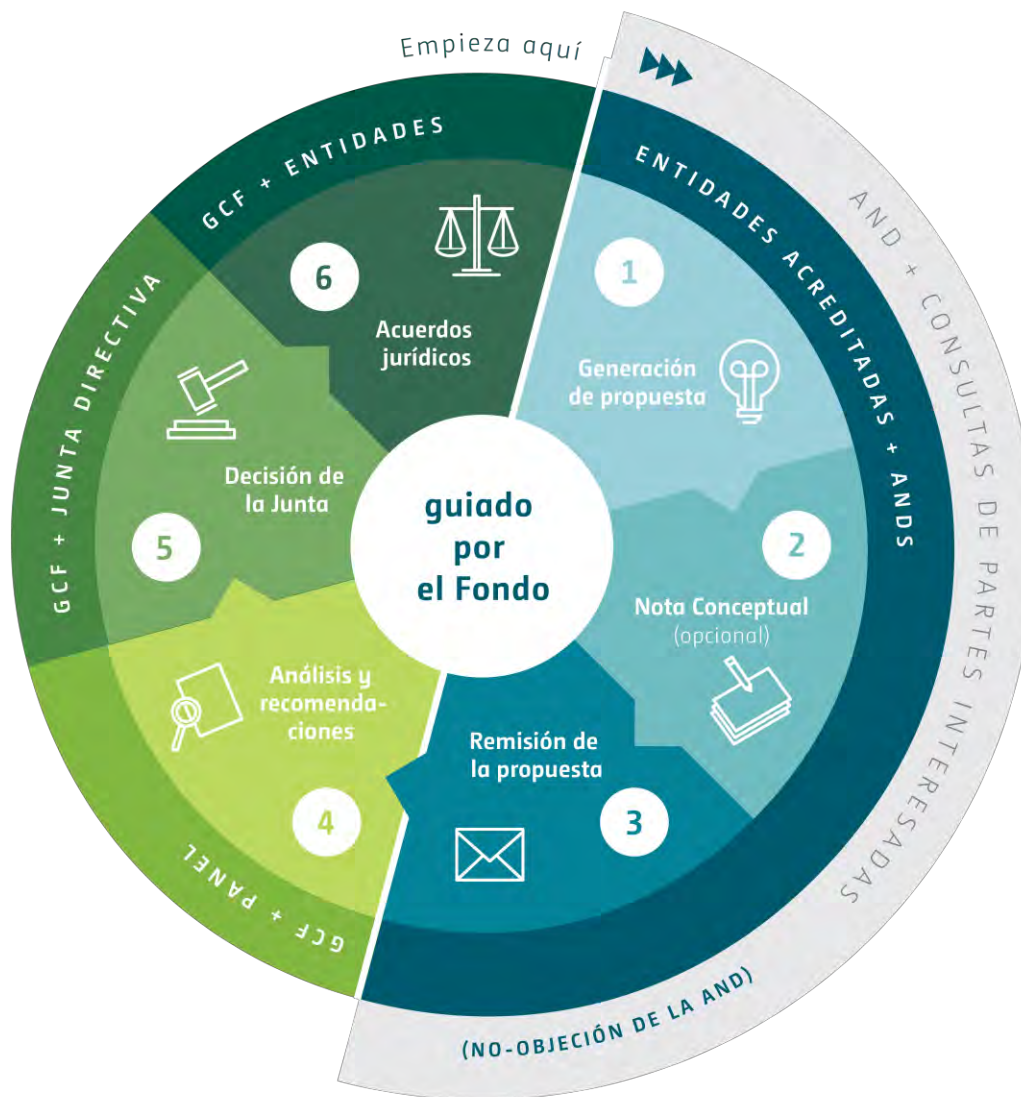 Empieza aquí
AND + CONSULTAS DE PARTES INTERESADAS
(NO-OBJECIÓN DE LA AND)
ENTIDADES ACREDITADAS + ANDS
1
Generación
de propuesta
2
Nota Conceptual
(opcional)
3
Remisión de
la propuesta
GCF + PANEL
4
Análisis y
recomenda-
ciones
GCF + JUNTA DIRECTIVA
5
Decisión de
la Junta
GCF + ENTIDADES
6
Acuerdos
jurídicos
guiado
por
el Fondo